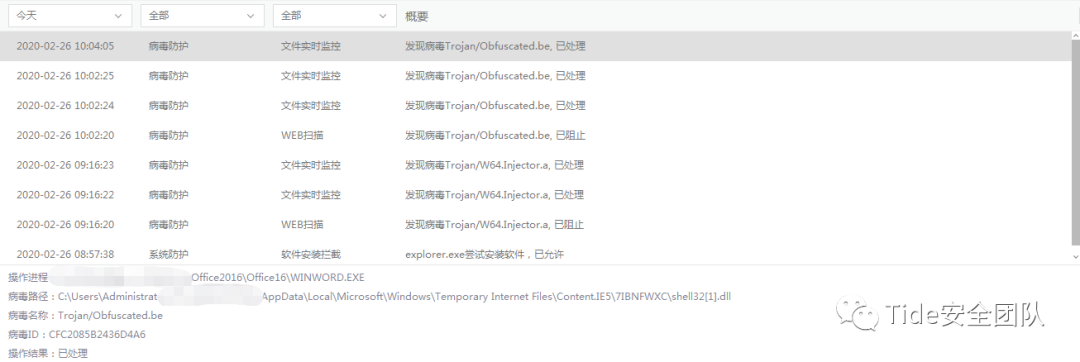 今天 全部 全部 概要
2020-02-26 10:04:05 病毒防护 文件实时监控 发现病毒Trojan/Obfuscated.be, 已处理
2020-02-26 10:02:25 病毒防护 文件实时监控 发现病毒Trojan/Obfuscated.be, 已处理
2020-02-26 10:02:24 病毒防护 文件实时监控 发现病毒Trojan/Obfuscated.be, 已处理
2020-02-26 10:02:20 病毒防护 WEB扫描 发现病毒Trojan/Obfuscated.be, 已阻止
2020-02-26 09:16:23 病毒防护 文件实时监控 发现病毒Trojan/W64.Injector.a, 已处理
2020-02-26 09:16:22 病毒防护 文件实时监控 发现病毒Trojan/W64.Injector.a, 已处理
2020-02-26 09:16:20 病毒防护 WEB扫描 发现病毒Trojan/W64.Injector.a, 已阻止
2020-02-26 08:57:38 系统防护 软件安装拦截 explorer.exe尝试安装软件，已允许
操作进程 Office2016\Office16\WINWORD.EXE
病毒路径：C:\Users\Administrat AppData\Local\Microsoft\Windows\Temporary Internet Files\Content.IE5\7IBNFWXC\shell32[1].dll
病毒名称：Trojan/Obfuscated.be
病毒ID：CFC2085B2436D4A6
操作结果：已处理
Tide安全团队